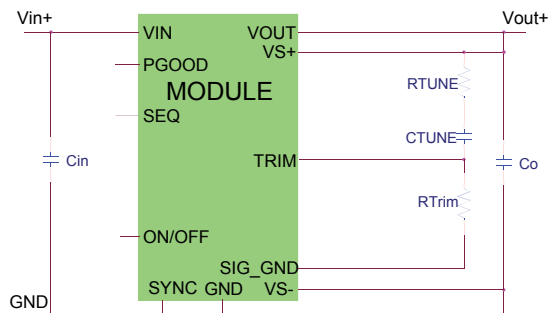 Vin+
Vout+
VIN
VOUT
VS+
PGOOD
RTUNE
MODULE
SEQ
CTUNE
Cin
TRIM
Co
RTrim
ON/OFF
SIG_GND
SYNC
GND
VS-
GND